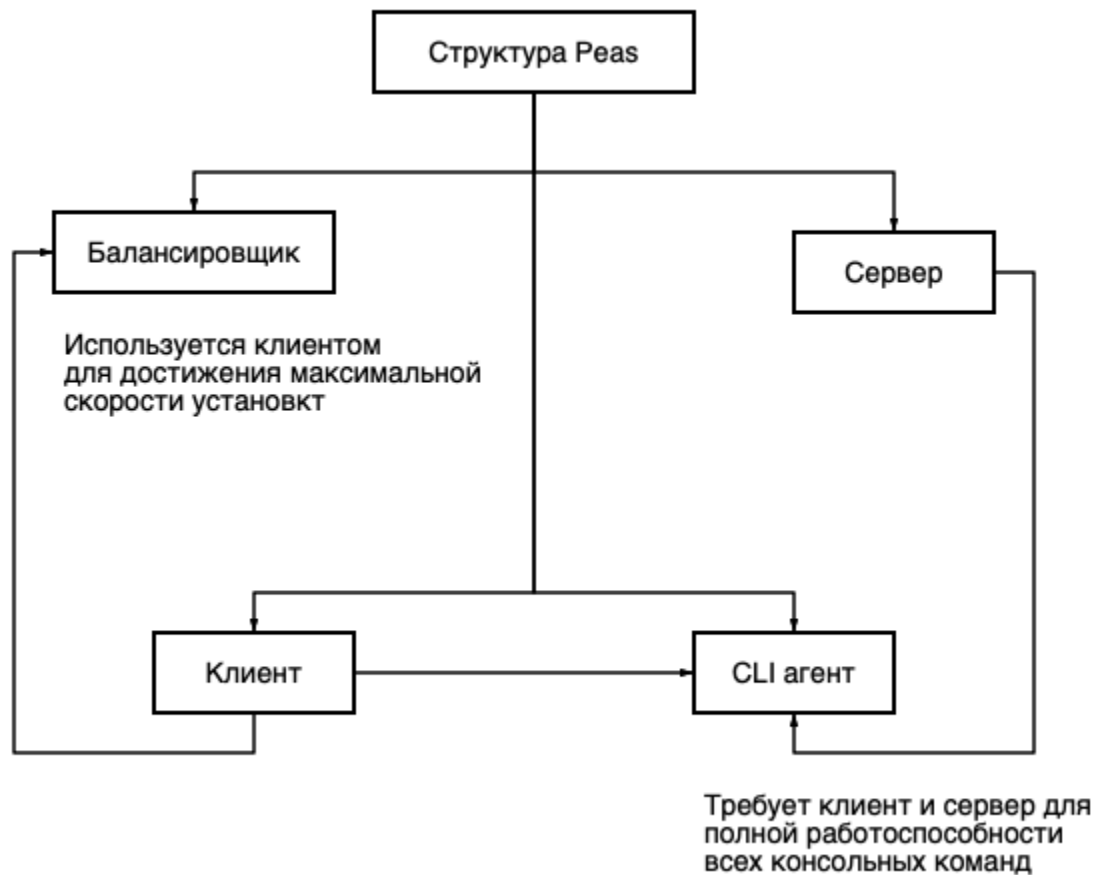 Структура Peas
Балансировщик
Сервер
Используется клиентом
для достижения максимальной
скорости установкт
Клиент
CLI агент
Требует клиент и сервер для
полной работоспособности
всех консольных команд